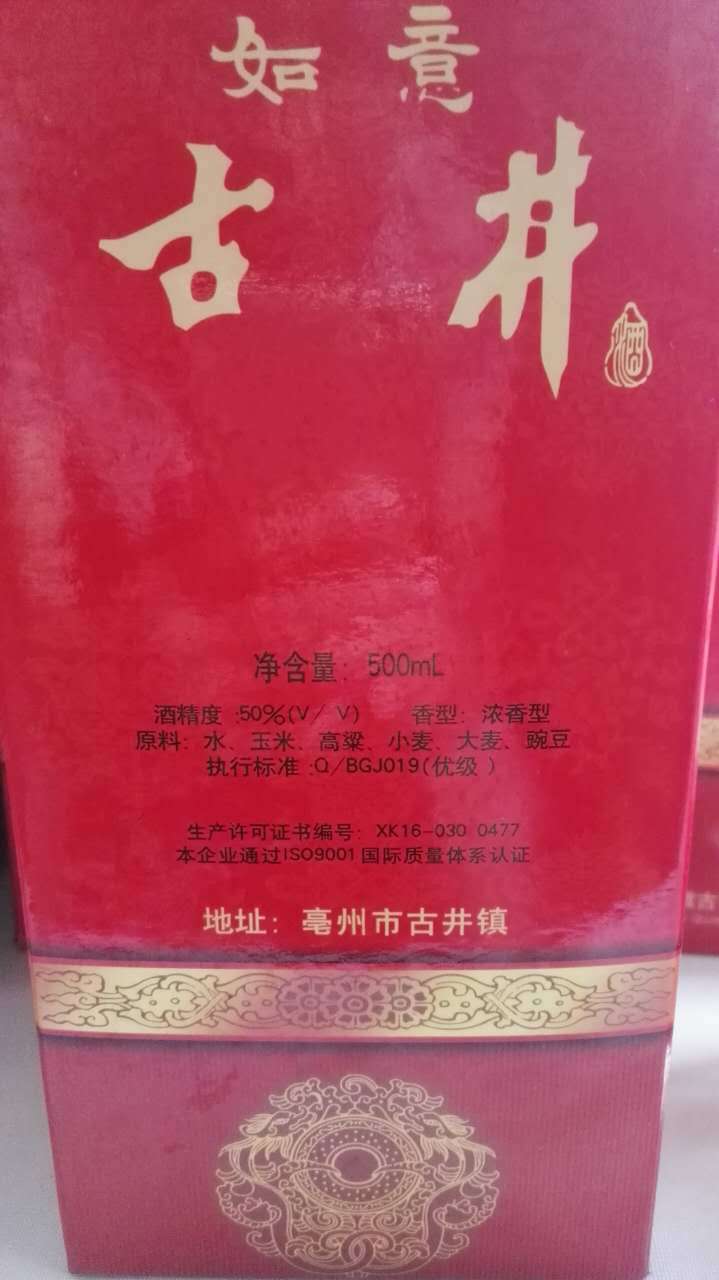 如意
古井
酒
净含量：500mL
酒精度:50%(V/V) 香型：浓香型
原料：水、玉米、高粱、小麦、大麦、豌豆
执行标准:Q/BGJ019(优级)
生产许可证书编号：XK16-030 0477
本企业通过ISO9001国际质量体系认证
地址：亳州市古井镇